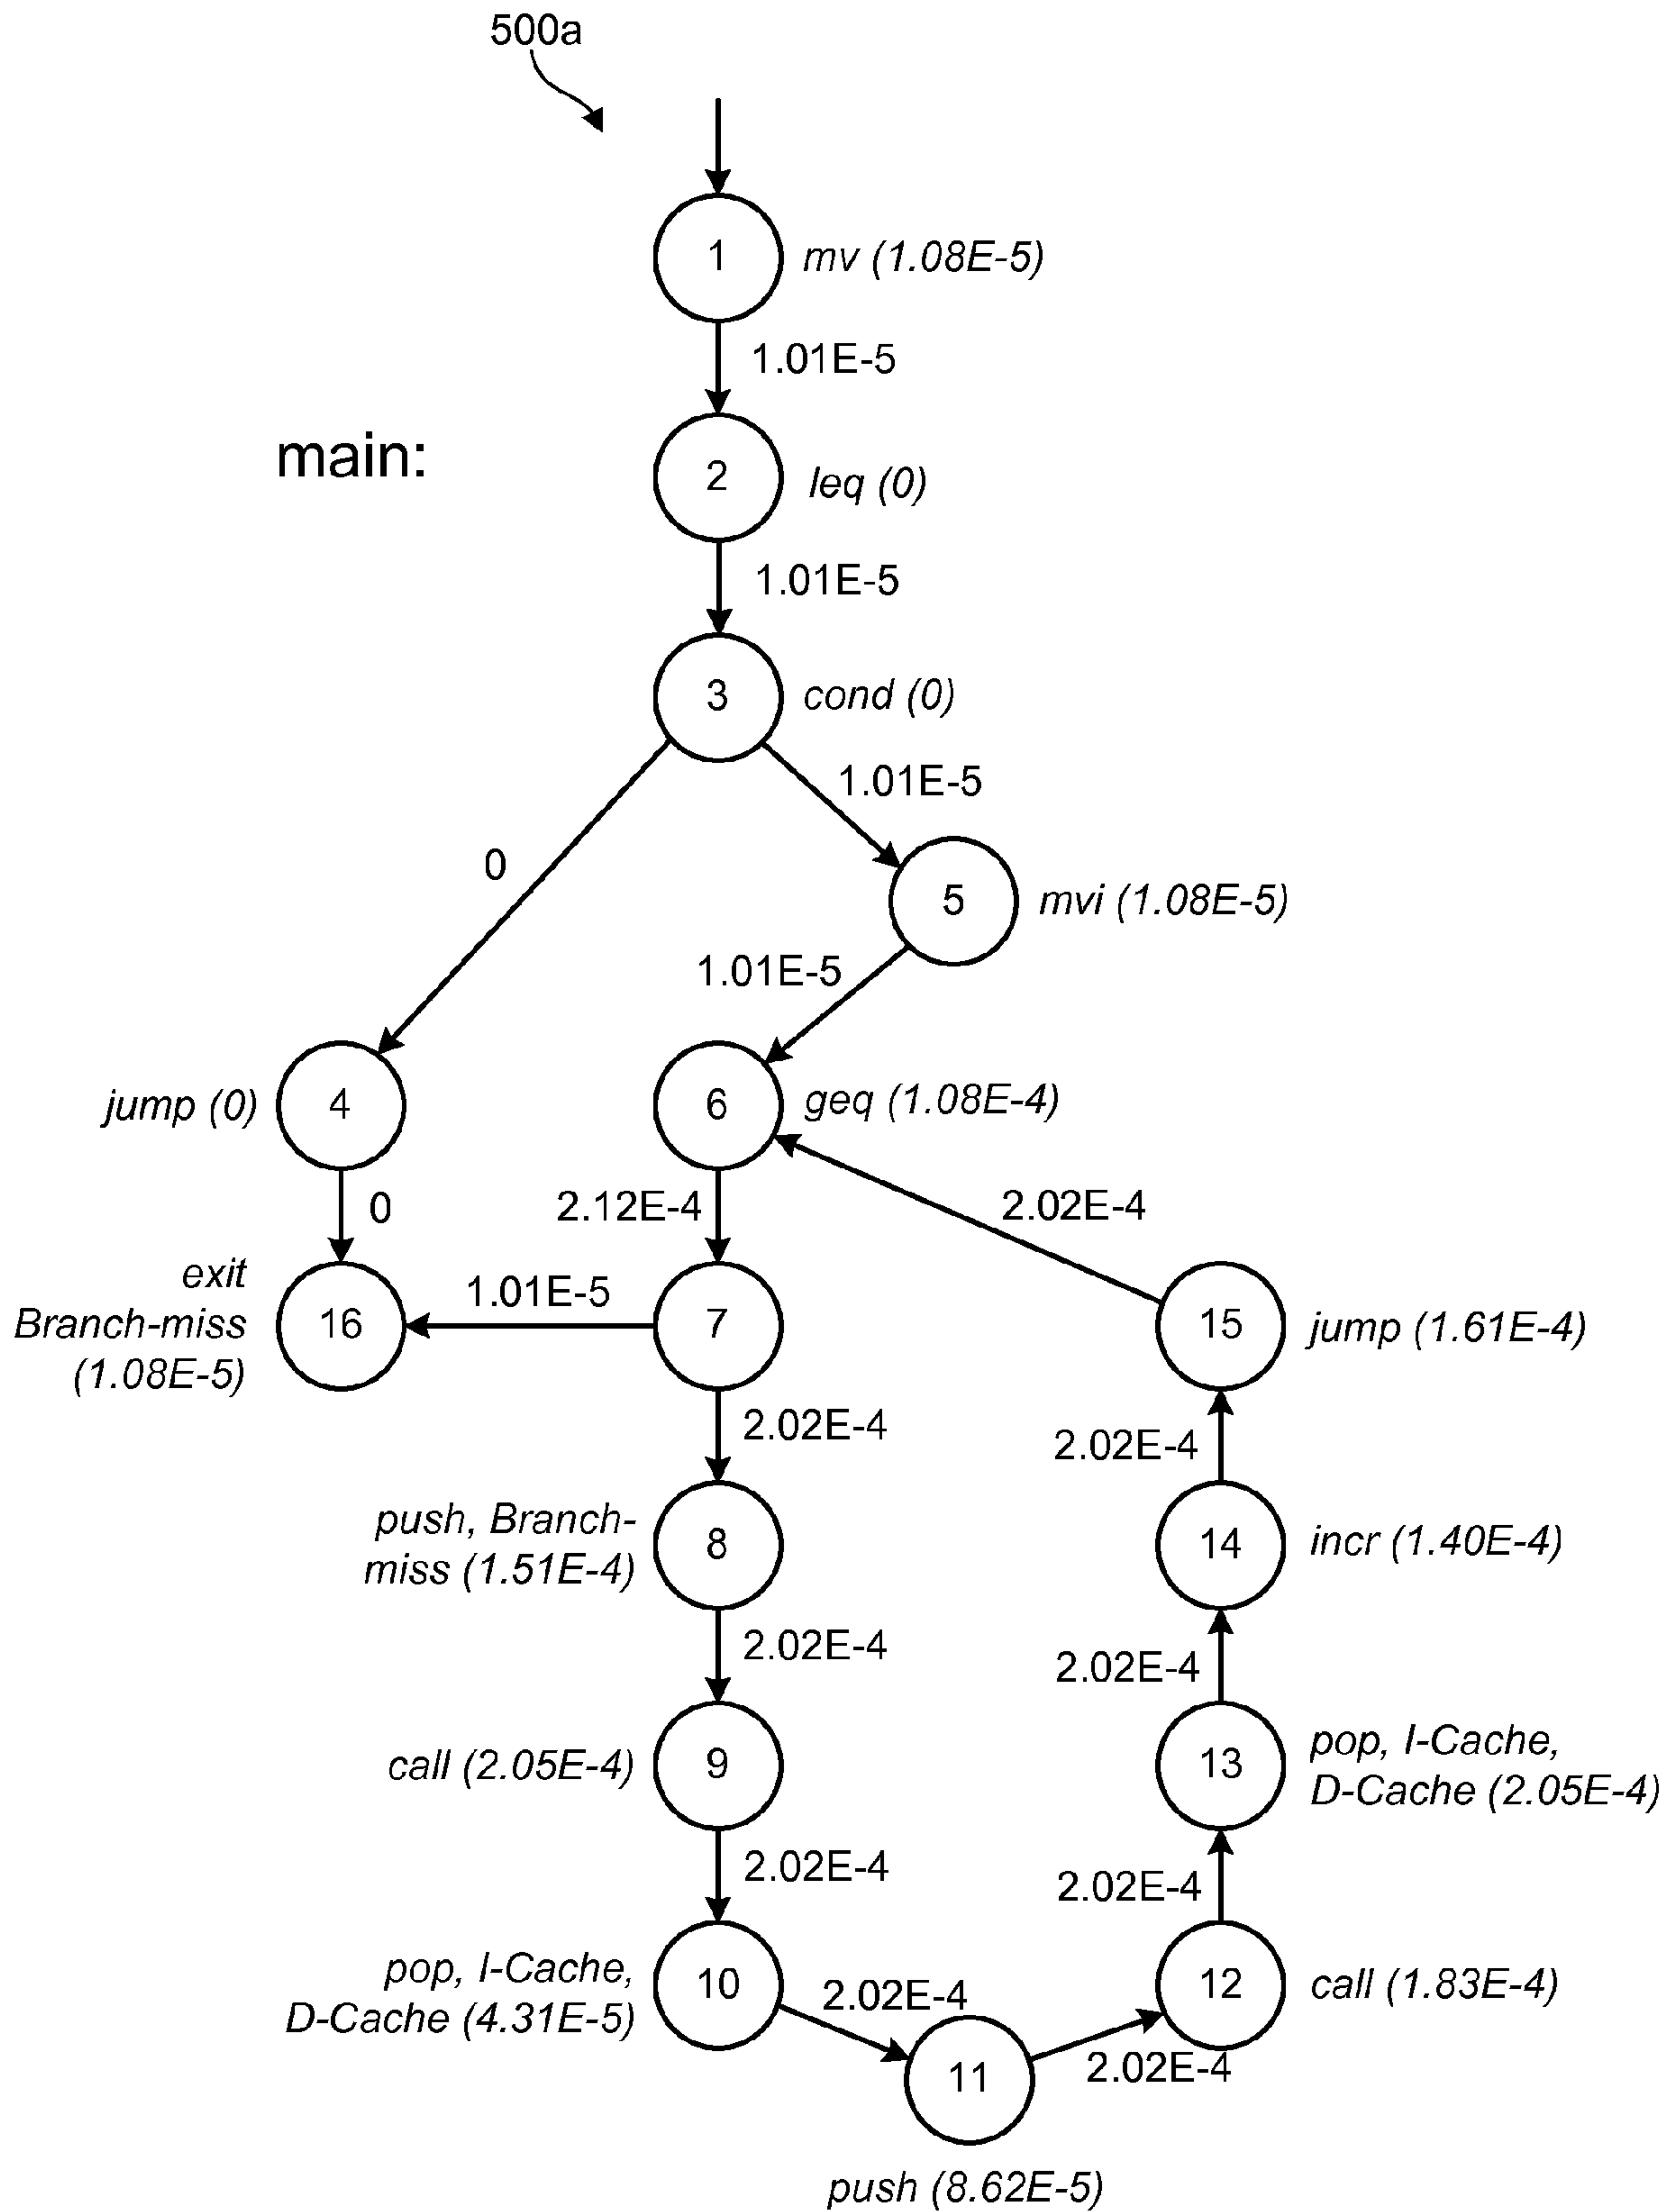 500a
1
mv (1.08E-5)
1.01E-5
main:
2
leq (0)
1.01E-5
3
cond (0)
1.01E-5
0
5
mvi (1.08E-5)
1.01E-5
jump (0)
4
6
geq (1.08E-4)
0
2.12E-4
2.02E-4
exit
Branch-miss
(1.08E-5)
16
1.01E-5
7
15
jump (1.61E-4)
2.02E-4
2.02E-4
push, Branch-
miss (1.51E-4)
8
14
incr (1.40E-4)
2.02E-4
2.02E-4
call (2.05E-4)
9
13
pop, I-Cache,
D-Cache (2.05E-4)
2.02E-4
2.02E-4
pop, I-Cache,
D-Cache (4.31E-5)
10
2.02E-4
12
call (1.83E-4)
11
2.02E-4
push (8.62E-5)